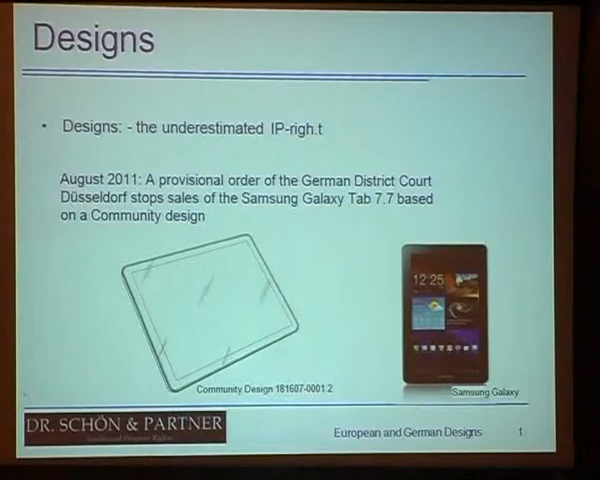 Designs
• Designs: - the underestimated IP-righ.t
August 2011: A provisional order of the German District Court
Düsseldorf stops sales of the Samsung Galaxy Tab 7.7 based
on a Community design
12:25
Community Design 181607-0001.2
Samsung Galaxy
DR. SCHÖN & PARTNER
European and German Designs 1